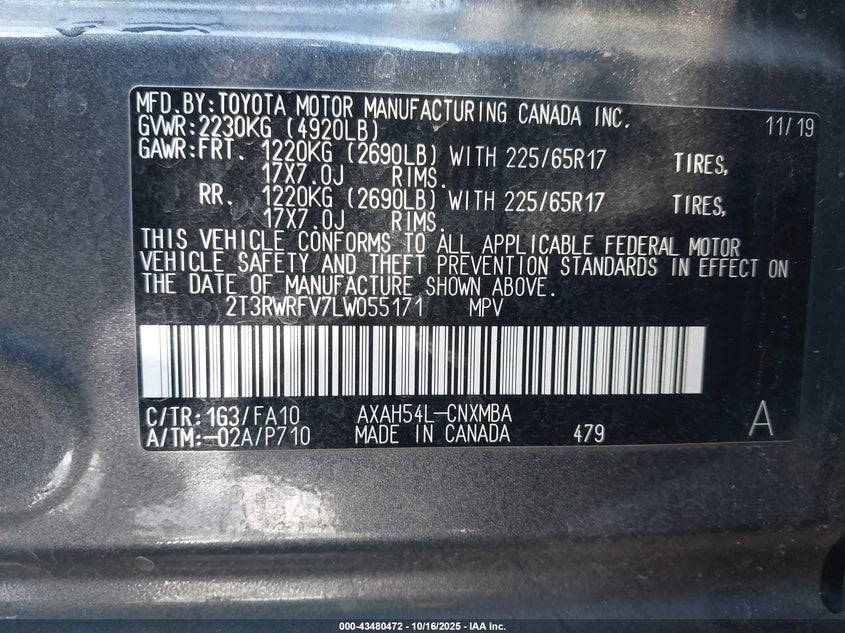 MFD.BY:TOYOTA MOTOR MANUFACTURING CANADA INC. 11/19
GVWR:2230KG (4920LB)
GAWR:FRT. 1220KG (2690LB) WITH 225/65R17 TIRES,
17X7.0J RIMS.
RR. 1220KG (2690LB) WITH 225/65R17 TIRES,
17X7.0J RIMS.
THIS VEHICLE CONFORMS TO ALL APPLICABLE FEDERAL MOTOR
VEHICLE SAFETY AND THEFT PREVENTION STANDARDS IN EFFECT ON
THE DATE OF MANUFACTURE SHOWN ABOVE.
2T3RWRFV7LW055171 MPV
C/TR:1G3/FA10 AXAH54L-CNXMBA
A/TM:-02A/P710 MADE IN CANADA 479 A
000-43480472 - 10/16/2025 - IAA Inc.